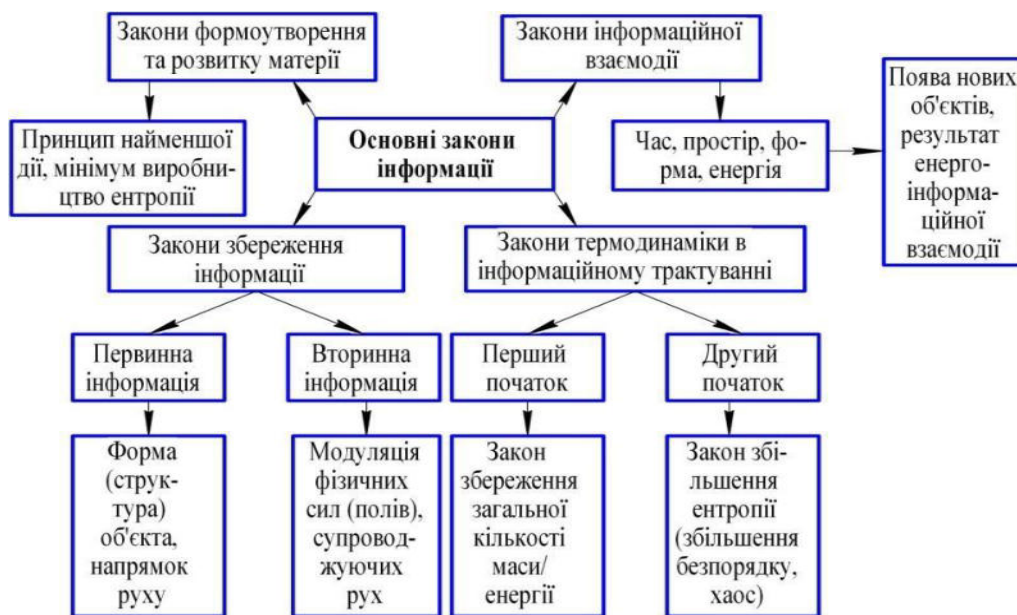 Закони формоутворення
та розвитку матерії
Закони інформаційної
взаємодії
Поява нових
об'єктів,
результат
енерго-
інформа-
ційної
взаємодії
Принцип найменшої
дії, мінімум виробни-
цтво ентропії
Основні закони
інформації
Час, простір, фо-
рма, енергія
Закони збереження
інформації
Закони термодинаміки в
інформаційному трактуванні
Первинна
інформація
Вторинна
інформація
Перший
початок
Другий
початок
Форма
(струк-
тура)
об'єкта,
напрямок
руху
Модуляція
фізичних
сил (полів),
супровод-
жуючих
рух
Закон
збереження
загальної
кількості
маси/
енергії
Закон збі-
льшення
ентропії
(збільшення
безпорядку,
хаос)